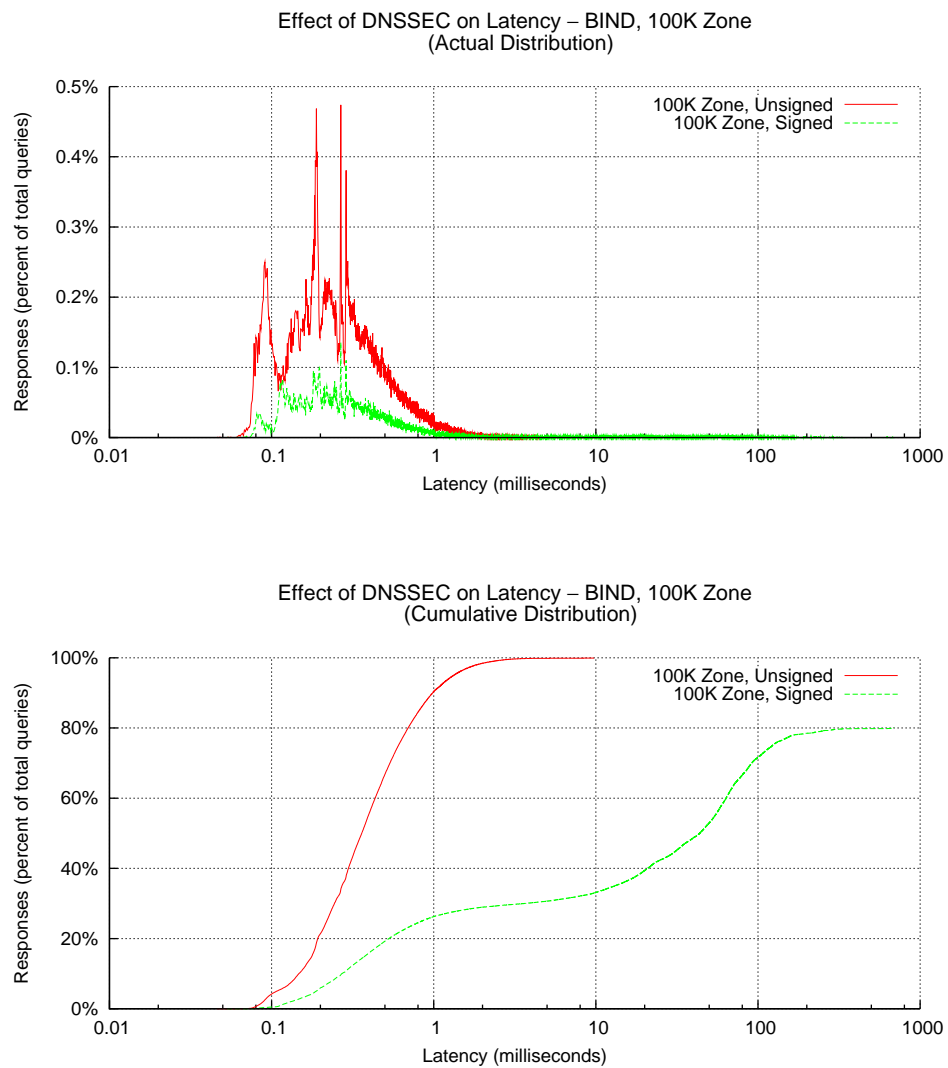 Effect of DNSSEC on Latency – BIND, 100K Zone
(Actual Distribution)
0.5%
0.4%
0.3%
0.2%
0.1%
0%
Responses (percent of total queries)
100K Zone, Unsigned
100K Zone, Signed
0.01 0.1 1 10 100 1000
Latency (milliseconds)
Effect of DNSSEC on Latency – BIND, 100K Zone
(Cumulative Distribution)
100%
80%
60%
40%
20%
0%
Responses (percent of total queries)
100K Zone, Unsigned
100K Zone, Signed
0.01 0.1 1 10 100 1000
Latency (milliseconds)